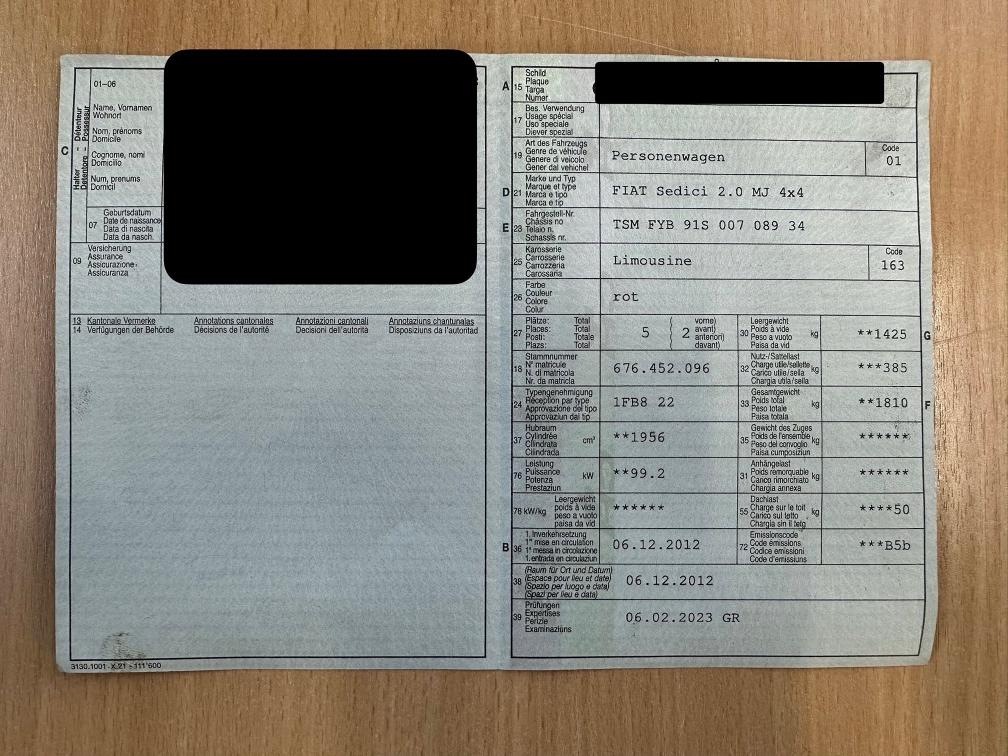 01-06
Halter - Détenteur
Detentore - Possessur
C
Name, Vornamen
Wohnort
Nom, prénoms
Domicile
Cognome, nomi
Domicilio
Num, prenums
Domicil
07
Geburtsdatum
Date de naissance
Data di nascita
Data da nasch.
09
Versicherung
Assurance
Assicurazione
Assicuranza
13 Kantonale Vermerke Annotations cantonales Annotazioni cantonali Annotaziuns chantunalas
14 Verfügungen der Behörde Décisions de l'autorité Decisioni dell'autorità Disposiziuns da l'autoritad
3130.1001 - X.21 - 111'600
A 15
Schild
Plaque
Targa
Numer
17
Bes. Verwendung
Usage spécial
Uso speciale
Diever spezial
19
Art des Fahrzeugs
Genre de véhicule
Genere di veicolo
Gener dal vehichel
Personenwagen
Code
01
D 21
Marke und Typ
Marque et type
Marca e tipo
Marca e tip
FIAT Sedici 2.0 MJ 4x4
E 23
Fahrgestell-Nr.
Châssis no
Telaio n.
Schassis nr.
TSM FYB 91S 007 089 34
25
Karosserie
Carrosserie
Carrozzeria
Carossaria
Limousine
Code
163
26
Farbe
Couleur
Colore
Colur
rot
27
Plätze: Total
Places: Total
Posti: Totale
Plazs: Total
5
2
vorne)
avant)
anteriori)
davant)
30
Leergewicht
Poids à vide
Peso a vuoto
Paisa da vid
kg
**1425
G
18
Stammnummer
N° matricule
N. di matricola
Nr. da matricla
676.452.096
32
Nutz-/Sattellast
Charge utile/sellette
Carico utile/sella
Chargia utila/sella
kg
***385
24
Typengenehmigung
Réception par type
Approvazione del tipo
Approvaziun dal tip
1FB8 22
33
Gesamtgewicht
Poids total
Peso totale
Paisa totala
kg
**1810
F
37
Hubraum
Cylindrée
Cilindrata
Cilindrada
cm³
**1956
35
Gewicht des Zuges
Poids de l'ensemble
Peso del convoglio
Paisa cumposiziun
kg
******
76
Leistung
Puissance
Potenza
Prestaziun
kW
**99.2
31
Anhängelast
Poids remorquable
Carico rimorchiato
Chargia annexa
kg
******
78 kW/kg
Leergewicht
poids à vide
peso a vuoto
paisa da vid
******
55
Dachlast
Charge sur le toit
Carico sul tetto
Chargia sin il tetg
kg
****50
B 36
1. Inverkehrsetzung
1re mise en circulation
1a messa in circolazione
1. entrada en circulaziun
06.12.2012
72
Emissionscode
Code émissions
Codice emissioni
Code d'emissiuns
***B5b
38
(Raum für Ort und Datum)
(Espace pour lieu et date)
(Spazio per luogo e data)
(Spazi per lieu e data)
06.12.2012
39
Prüfungen
Expertises
Perizie
Examinaziuns
06.02.2023 GR